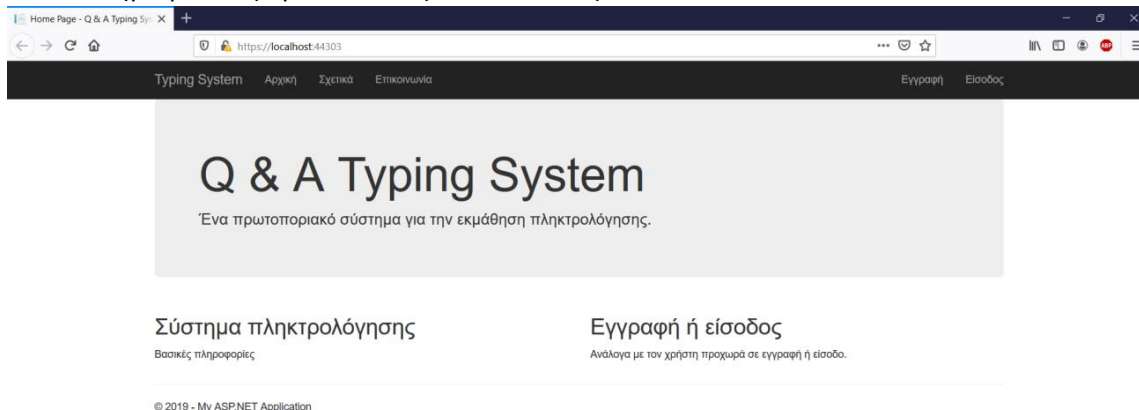 Home Page - Q & A Typing Sys
https://localhost:44303
ABP
Typing System Αρχική Σχετικά Επικοινωνία Εγγραφή Είσοδος
Q & A Typing System
Ένα πρωτοποριακό σύστημα για την εκμάθηση πληκτρολόγησης.
Σύστημα πληκτρολόγησης
Βασικές πληροφορίες
Εγγραφή ή είσοδος
Ανάλογα με τον χρήστη προχωρά σε εγγραφή ή είσοδο.
© 2019 - My ASP.NET Application